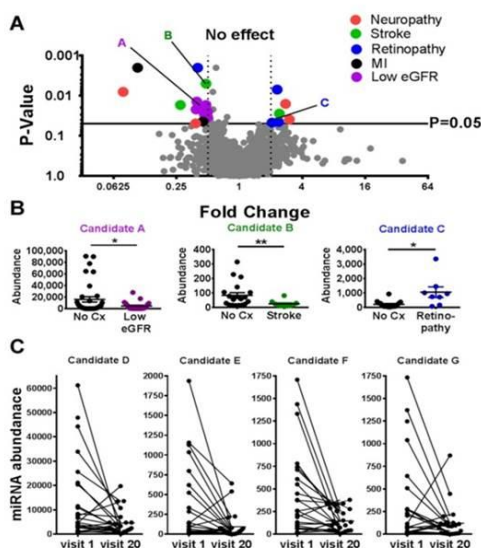 A
No effect
Neuropathy
Stroke
Retinopathy
MI
Low eGFR
A
B
C
P-Value
0.001
0.01
0.1
1.0
P=0.05
0.0625
0.25
1
4
16
64
Fold Change
B
Candidate A
Abundance
100,000
80,000
60,000
40,000
20,000
0
*
No Cx
Low
eGFR
Candidate B
Abundance
400
300
200
100
0
**
No Cx
Stroke
Candidate C
Abundance
4,000
3,000
2,000
1,000
0
*
No Cx
Retino-
pathy
C
miRNA abundanace
Candidate D
60000
50000
40000
30000
20000
10000
0
visit 1 visit 20
Candidate E
2000
1750
1500
1250
1000
750
500
250
0
visit 1 visit 20
Candidate F
1750
1500
1250
1000
750
500
250
0
visit 1 visit 20
Candidate G
1750
1500
1250
1000
750
500
250
0
visit 1 visit 20